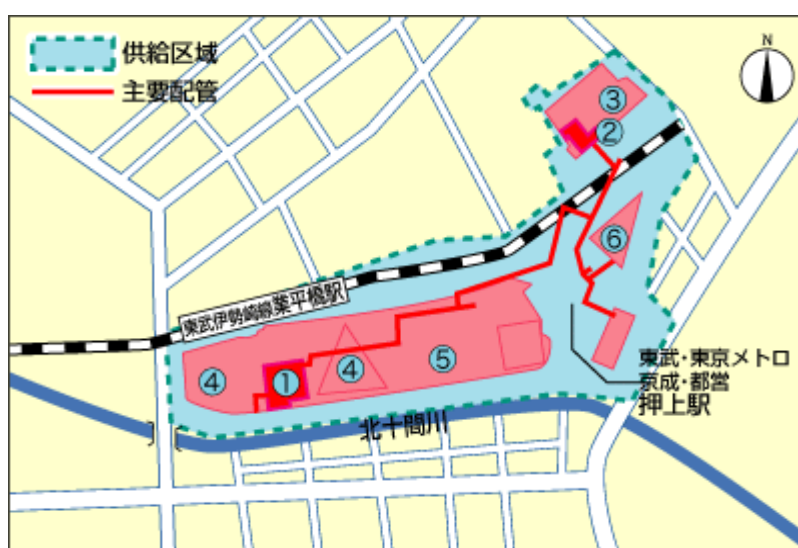 供給区域
主要配管
N
③
②
⑥
東武伊勢崎線業平橋駅
④
①
④
⑤
東武・東京メトロ
京成・都営
押上駅
北十間川